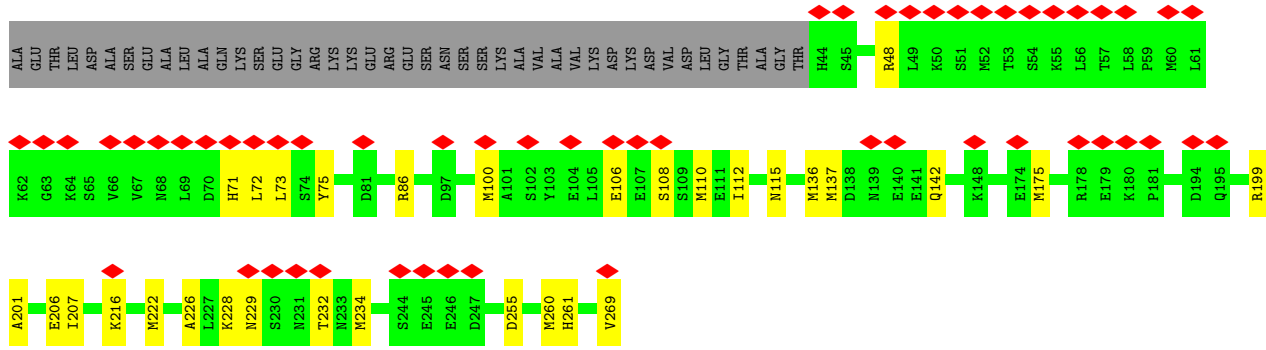 ALA GLU THR LEU ASP ALA SER GLU ALA LEU ALA GLN LYS SER GLU GLY ARG LYS LYS GLU ARG GLU SER ASN SER SER LYS ALA VAL ALA VAL LYS ASP LYS ASP VAL ASP LEU GLY THR ALA GLY THR H44 S45 R48 L49 K50 S51 M52 T53 S54 K55 L56 T57 L58 P59 M60 L61
K62 G63 K64 S65 V66 V67 N68 L69 D70 H71 L72 L73 S74 Y75 D81 R86 D97 M100 A101 S102 Y103 E104 L105 E106 E107 S108 S109 M110 E111 I112 N115 M136 M137 D138 N139 E140 E141 Q142 K148 E174 M175 R178 E179 K180 P181 D194 Q195 R199
A201 E206 I207 K216 M222 A226 L227 K228 N229 S230 N231 T232 N233 M234 S244 E245 E246 D247 D255 M260 H261 V269